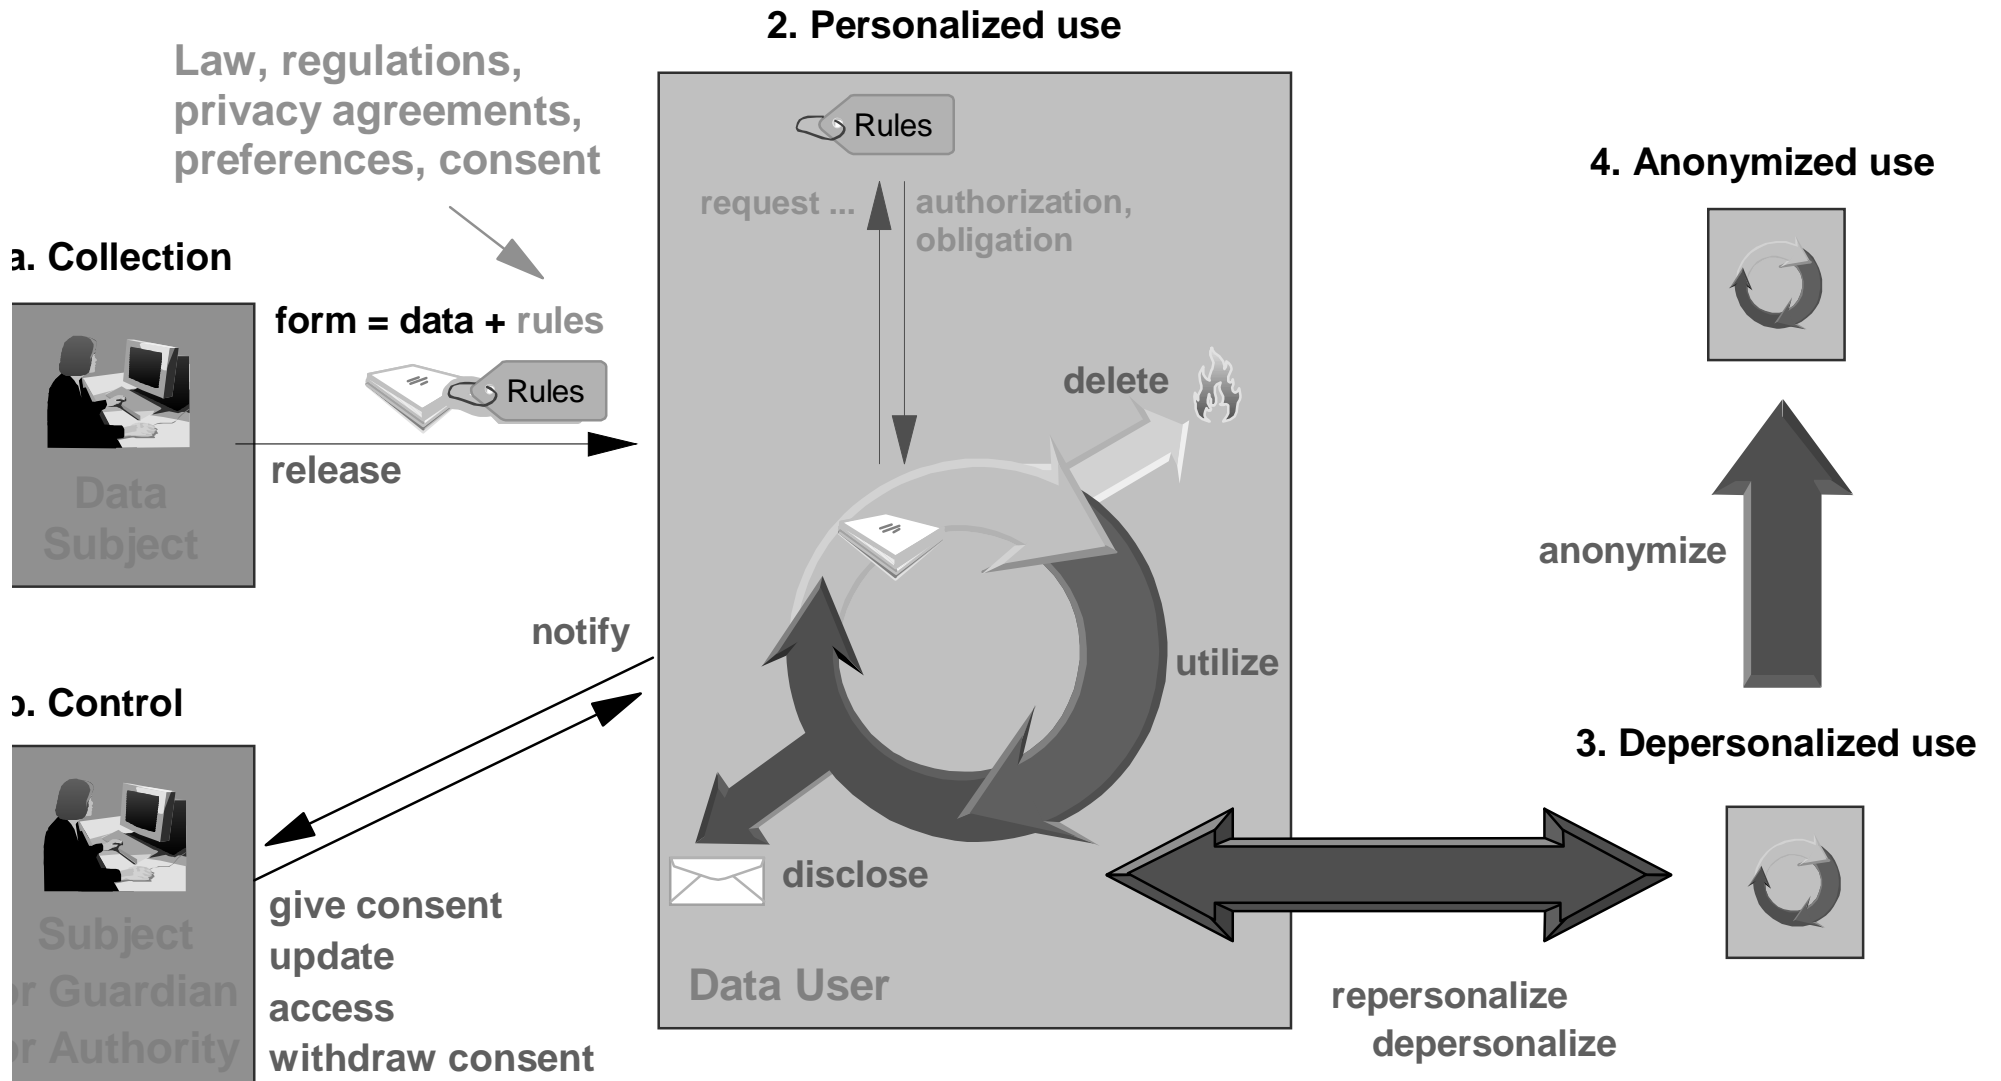 2. Personalized use
Law, regulations,
privacy agreements,
preferences, consent
a. Collection
form = data + rules
Rules
release
Data
Subject
Rules
request ...
authorization,
obligation
delete
utilize
disclose
Data User
notify
b. Control
Subject
or Guardian
or Authority
give consent
update
access
withdraw consent
4. Anonymized use
anonymize
3. Depersonalized use
repersonalize
depersonalize